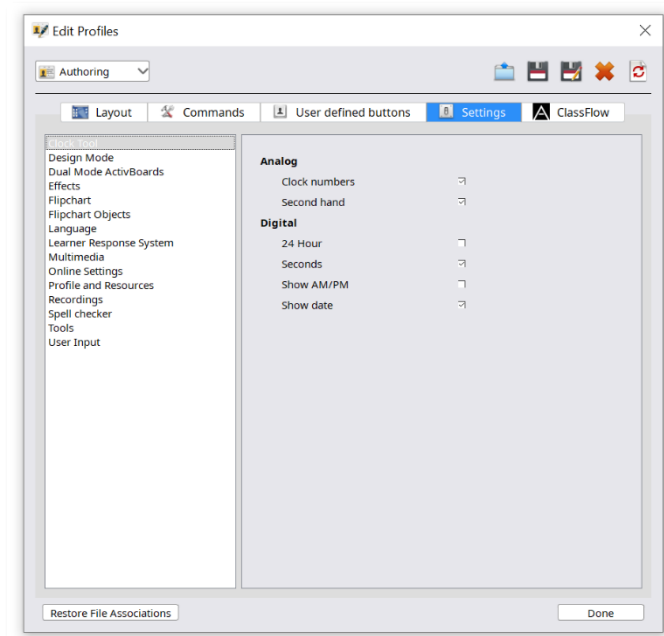 Edit Profiles
Authoring
Layout
Commands
User defined buttons
Settings
ClassFlow
Clock Tool
Design Mode
Dual Mode ActivBoards
Effects
Flipchart
Flipchart Objects
Language
Learner Response System
Multimedia
Online Settings
Profile and Resources
Recordings
Spell checker
Tools
User Input
Analog
Clock numbers
Second hand
Digital
24 Hour
Seconds
Show AM/PM
Show date
Restore File Associations
Done